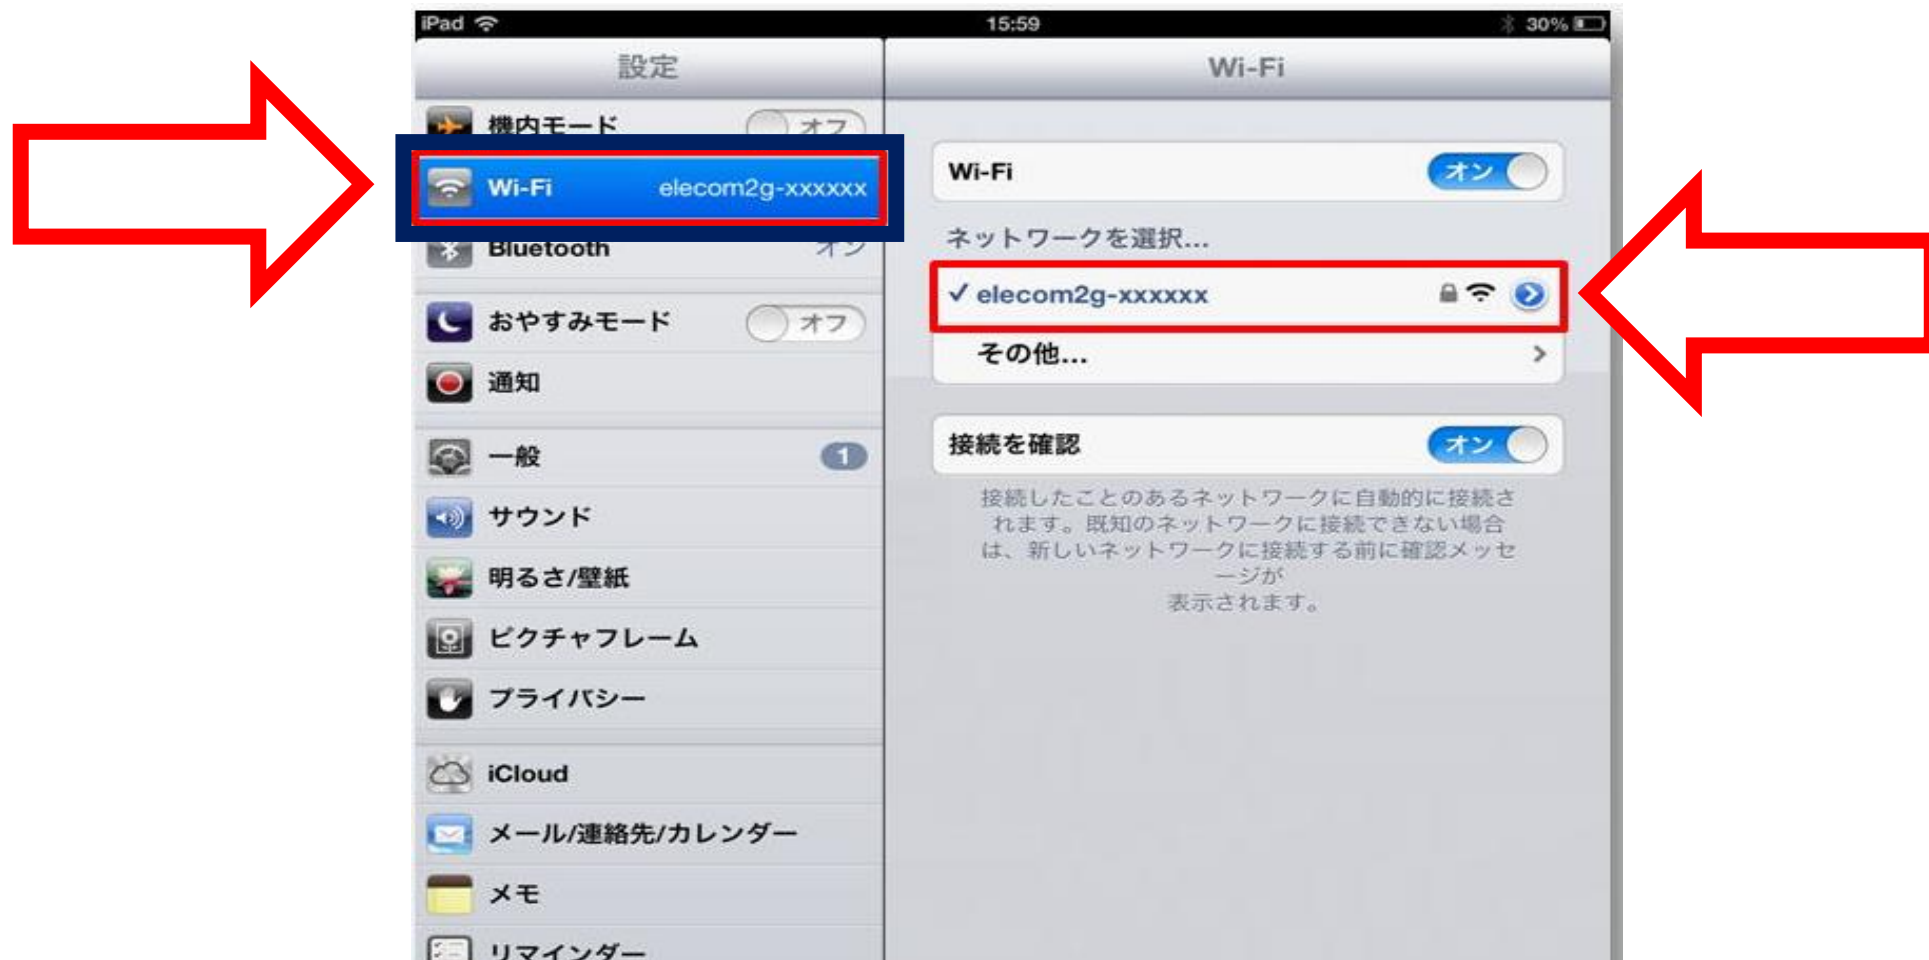 iPad 15:59 30%
設定
機内モード オフ
Wi-Fi elecom2g-xxxxxx
Bluetooth オン
おやすみモード オフ
通知
一般 1
サウンド
明るさ/壁紙
ピクチャフレーム
プライバシー
iCloud
メール/連絡先/カレンダー
メモ
リマインダー
Wi-Fi
Wi-Fi オン
ネットワークを選択...
✓ elecom2g-xxxxxx
その他...
接続を確認 オン
接続したことのあるネットワークに自動的に接続さ
れます。既知のネットワークに接続できない場合
は、新しいネットワークに接続する前に確認メッセ
ージが
表示されます。